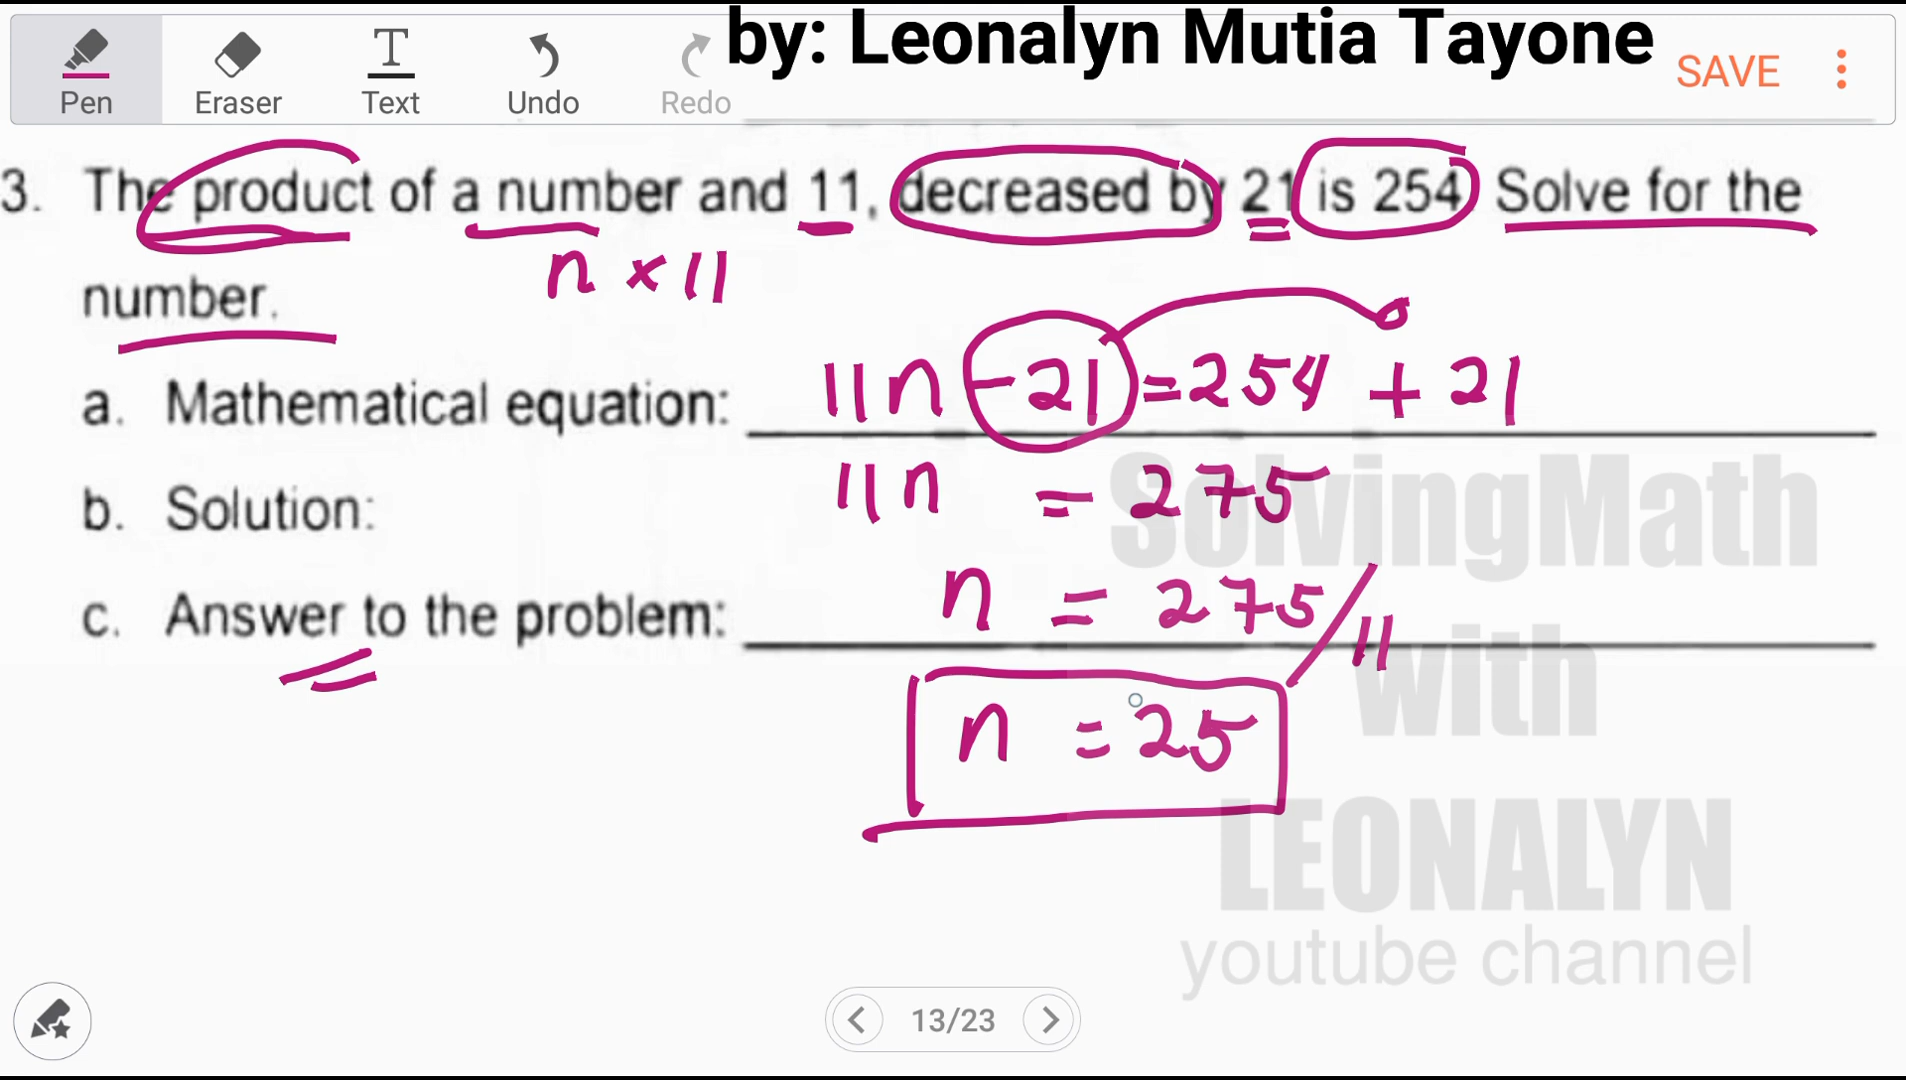 by: Leonalyn Mutia Tayone
Pen Eraser Text Undo Redo SAVE
3. The product of a number and 11, decreased by 21 is 254. Solve for the
number.
n × 11
a. Mathematical equation: 11n -21 = 254 + 21
11n = 275
b. Solution:
n = 275/11
c. Answer to the problem:
n = 25
SolvingMath
with
LEONALYN
youtube channel
13/23